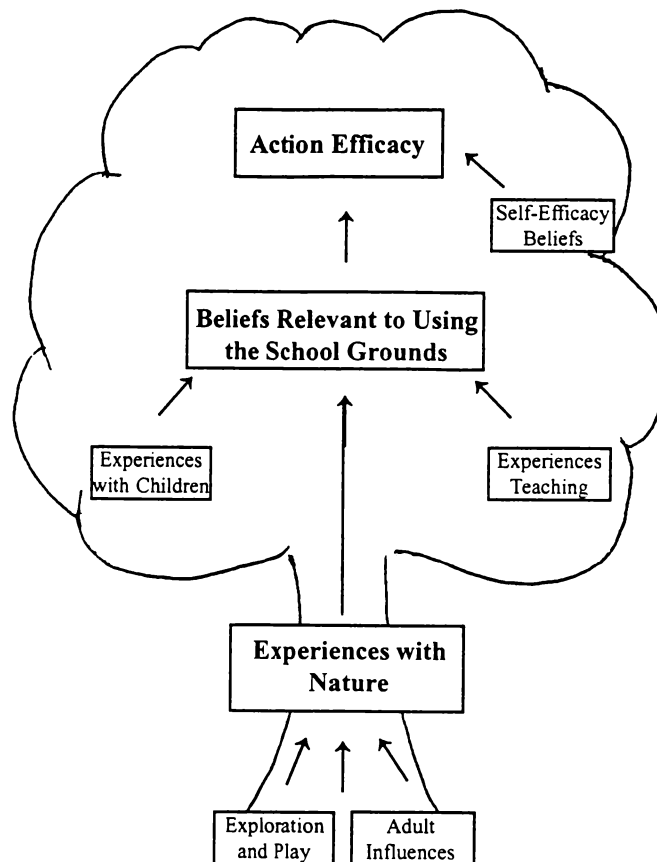 Action Efficacy
Self-Efficacy
Beliefs
Beliefs Relevant to Using
the School Grounds
Experiences
with Children
Experiences
Teaching
Experiences with
Nature
Exploration
and Play
Adult
Influences